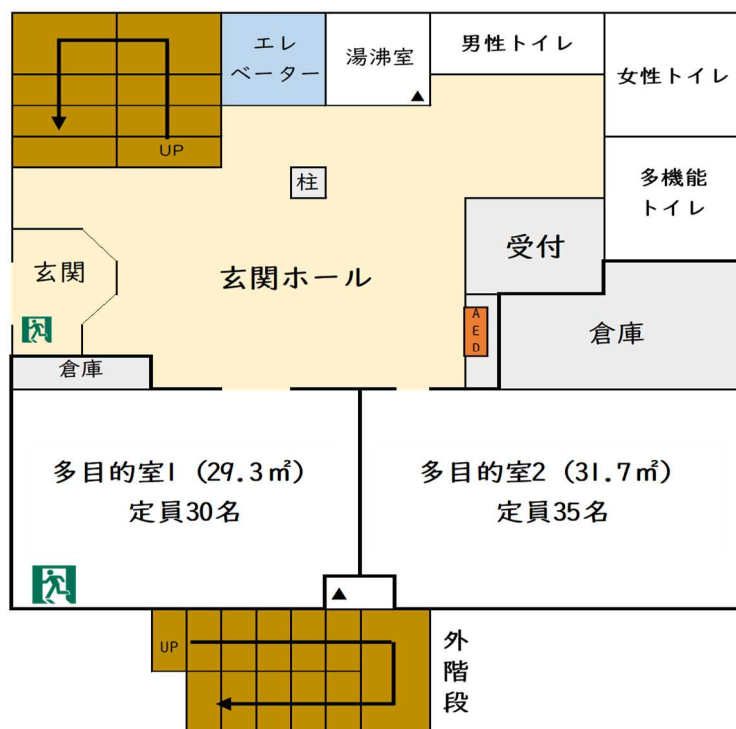 エレ
ベーター
湯沸室
▲
男性トイレ
女性トイレ
UP
柱
多機能
トイレ
受付
玄関
玄関ホール
AED
倉庫
倉庫
多目的室1（29.3㎡）
定員30名
多目的室2（31.7㎡）
定員35名
▲
UP
外階段